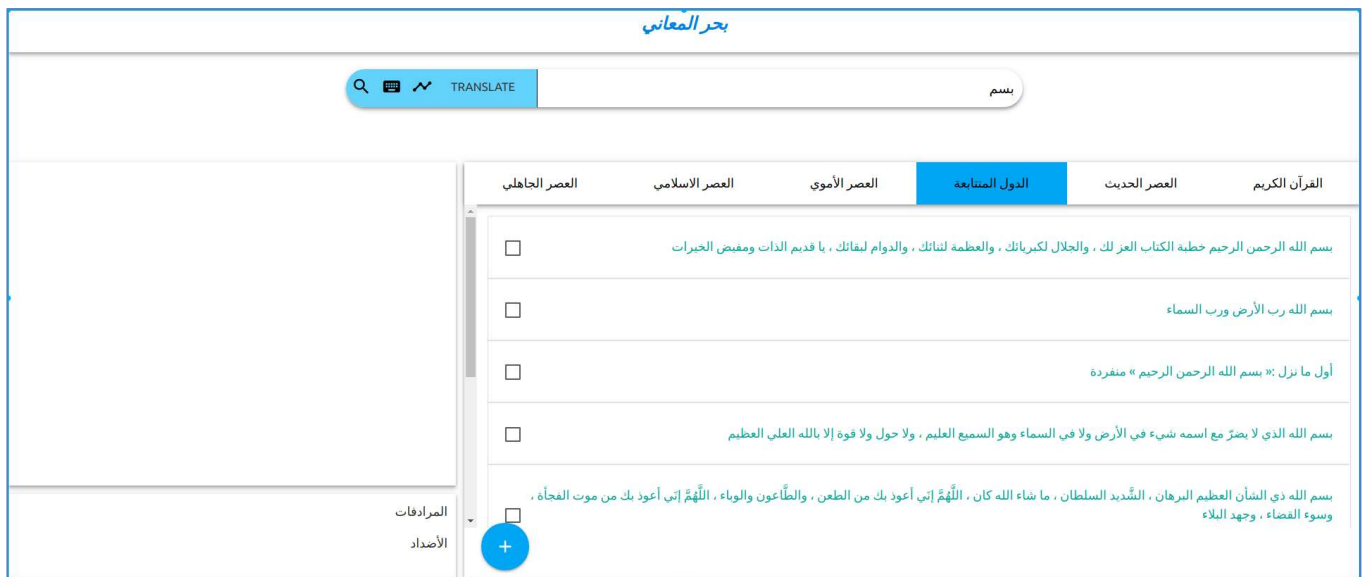 بحر المعاني
بسم
TRANSLATE
القرآن الكريم
العصر الحديث
الدول المتتابعة
العصر الأموي
العصر الاسلامي
العصر الجاهلي
بسم الله الرحمن الرحيم خطبة الكتاب العز لك ، والجلال لكبريائك ، والعظمة لثنائك ، والدوام لبقائك ، يا قديم الذات ومفيض الخيرات
بسم الله رب الأرض ورب السماء
أول ما نزل :« بسم الله الرحمن الرحيم » منفردة
بسم الله الذي لا يضرّ مع اسمه شيء في الأرض ولا في السماء وهو السميع العليم ، ولا حول ولا قوة إلا بالله العلي العظيم
بسم الله ذي الشأن العظيم البرهان ، الشَّديد السلطان ، ما شاء الله كان ، اللَّهُمَّ إنّي أعوذ بك من الطعن ، والطَّاعون والوباء ، اللَّهُمَّ إنّي أعوذ بك من موت الفجأة ،
وسوء القضاء ، وجهد البلاء
المرادفات
الأضداد